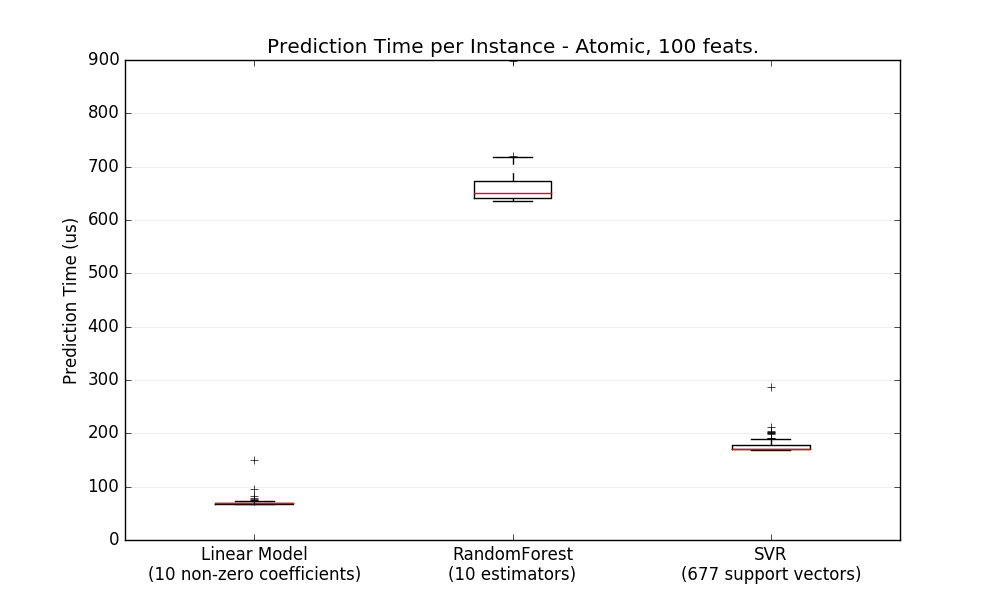 Prediction Time per Instance - Atomic, 100 feats.
900
800
700
600
500
400
300
200
100
0
Prediction Time (us)
Linear Model
(10 non-zero coefficients)
RandomForest
(10 estimators)
SVR
(677 support vectors)